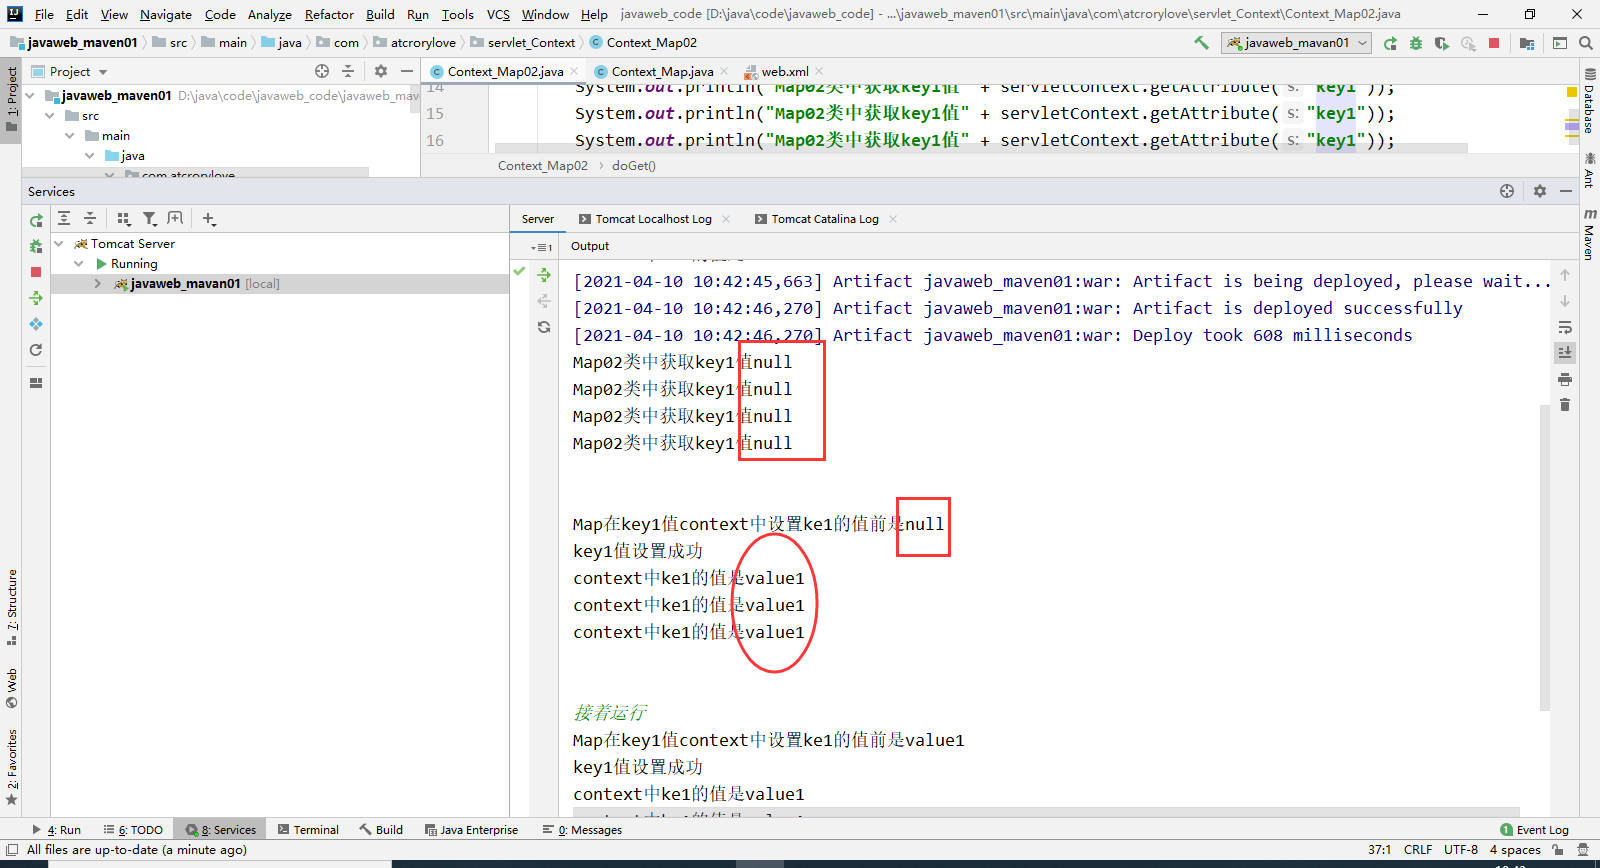 File Edit View Navigate Code Analyze Refactor Build Run Tools VCS Window Help javaweb_code [D:\java\code\javaweb_code] - ...\javaweb_maven01\src\main\java\com\atcrorylove\servlet_Context\Context_Map02.java
javaweb_maven01 src main java com atcrorylove servlet_Context Context_Map02 javaweb_mavan01
Project Context_Map02.java Context_Map.java web.xml
javaweb_maven01 D:\java\code\javaweb_code\javaweb_mav
src
main
java
com.atcrorylove
14 System.out.println("Map02类中获取key1值" + servletContext.getAttribute( s: "key1"));
15 System.out.println("Map02类中获取key1值" + servletContext.getAttribute( s: "key1"));
16 System.out.println("Map02类中获取key1值" + servletContext.getAttribute( s: "key1"));
Context_Map02 doGet()
1: Project
7: Structure
Web
2: Favorites
Database
Ant
m Maven
Services
Server Tomcat Localhost Log Tomcat Catalina Log
Tomcat Server
Running
javaweb_mavan01 [local]
1 Output
[2021-04-10 10:42:45,663] Artifact javaweb_maven01:war: Artifact is being deployed, please wait...
[2021-04-10 10:42:46,270] Artifact javaweb_maven01:war: Artifact is deployed successfully
[2021-04-10 10:42:46,270] Artifact javaweb_maven01:war: Deploy took 608 milliseconds
Map02类中获取key1值null
Map02类中获取key1值null
Map02类中获取key1值null
Map02类中获取key1值null
Map在key1值context中设置ke1的值前是null
key1值设置成功
context中ke1的值是value1
context中ke1的值是value1
context中ke1的值是value1
接着运行
Map在key1值context中设置ke1的值前是value1
key1值设置成功
context中ke1的值是value1
4: Run 6: TODO 8: Services Terminal Build Java Enterprise 0: Messages 1 Event Log
All files are up-to-date (a minute ago) 37:1 CRLF UTF-8 4 spaces